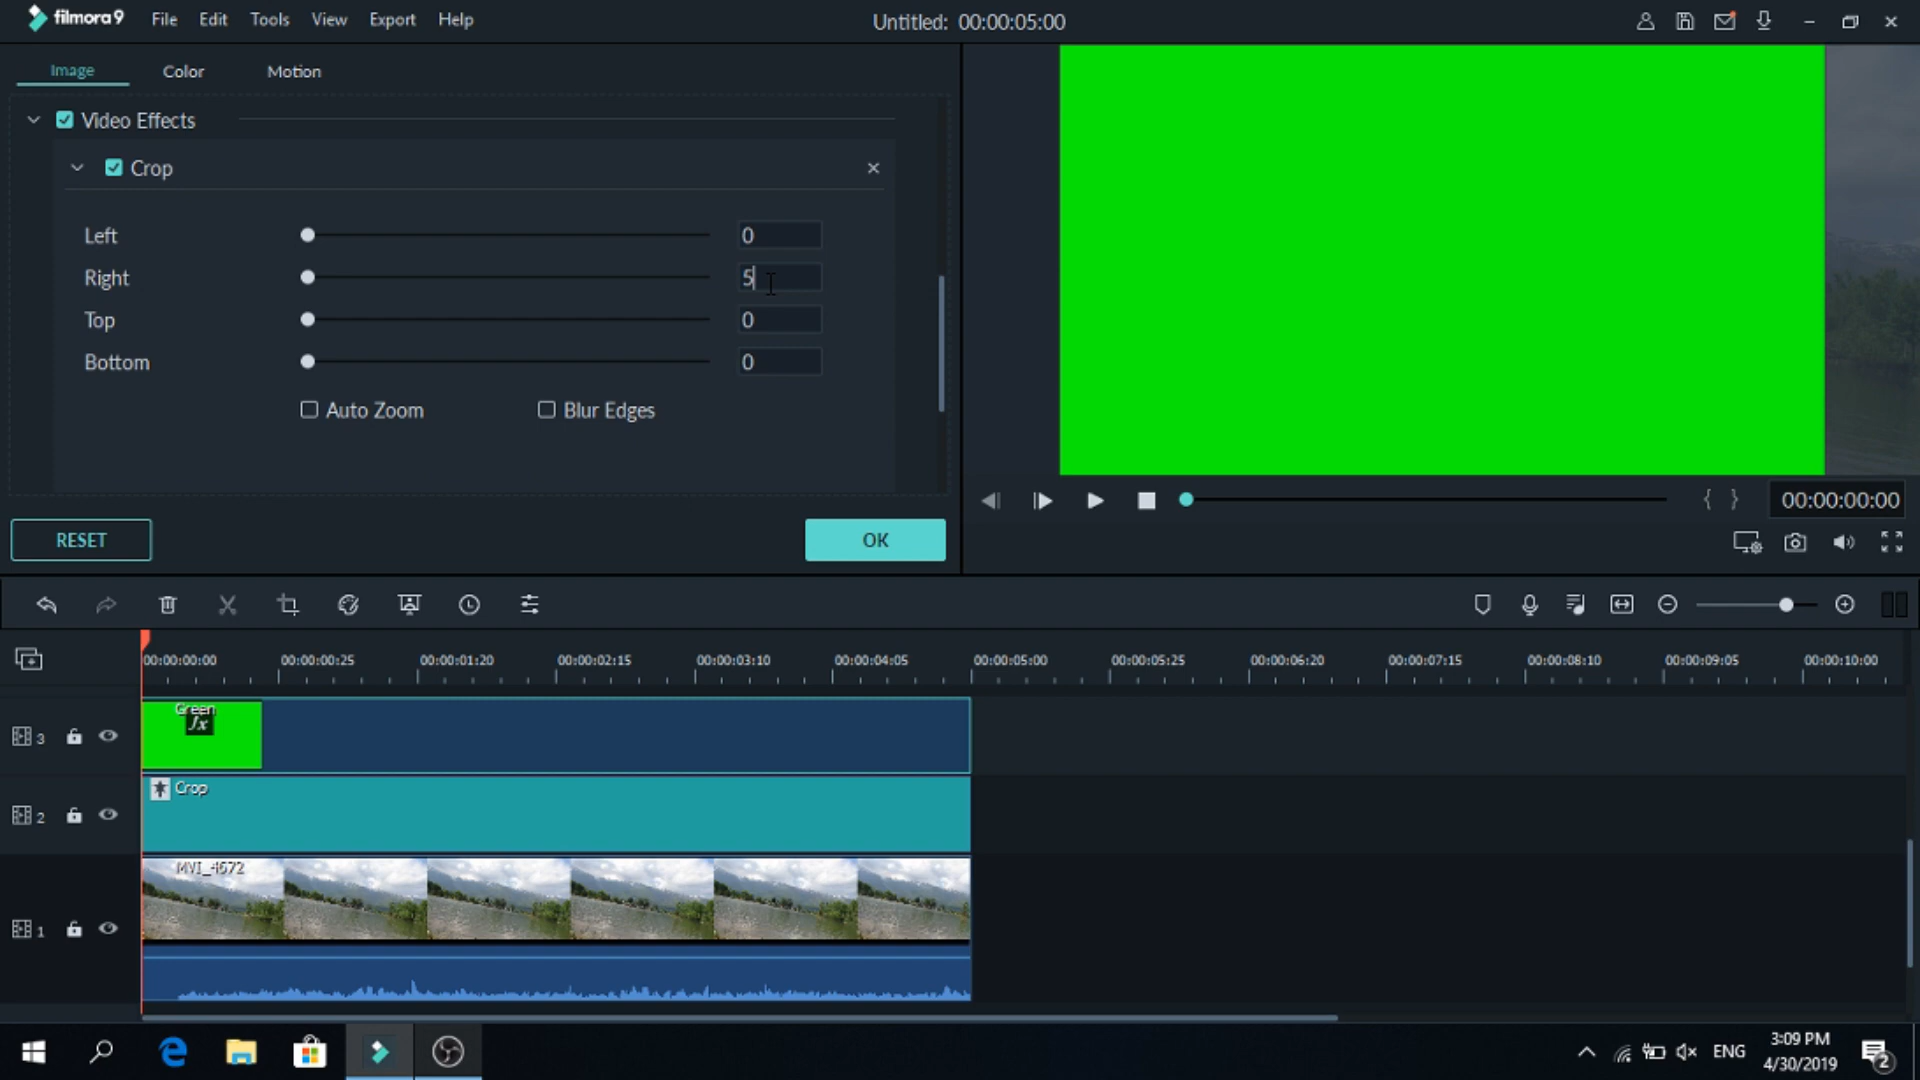 filmora9 File Edit Tools View Export Help Untitled: 00:00:05:00
Image Color Motion
Video Effects
Crop
Left 0
Right 5
Top 0
Bottom 0
Auto Zoom Blur Edges
RESET OK
{ } 00:00:00:00
00:00:00:00 00:00:00:25 00:00:01:20 00:00:02:15 00:00:03:10 00:00:04:05 00:00:05:00 00:00:05:25 00:00:06:20 00:00:07:15 00:00:08:10 00:00:09:05 00:00:10:00
Green
fx
3
Crop
2
MVI_4672
1
ENG 3:09 PM
4/30/2019
2